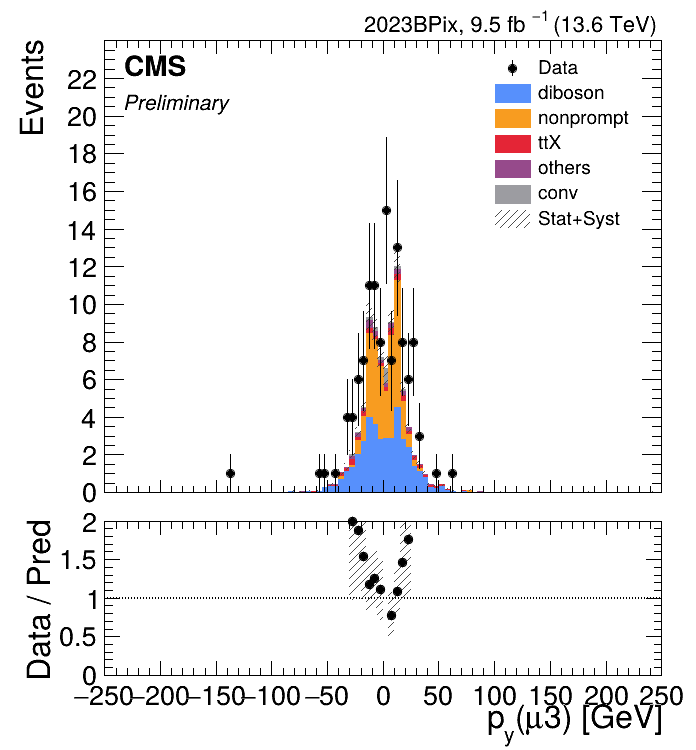 2023BPix, 9.5 fb⁻¹ (13.6 TeV)
CMS
Preliminary
Events
Data
diboson
nonprompt
ttX
others
conv
Stat+Syst
22
20
18
16
14
12
10
8
6
4
2
0
Data / Pred
2
1.5
1
0.5
0
−250 −200 −150 −100 −50 0 50 100 150 200 250
p_y(μ3) [GeV]